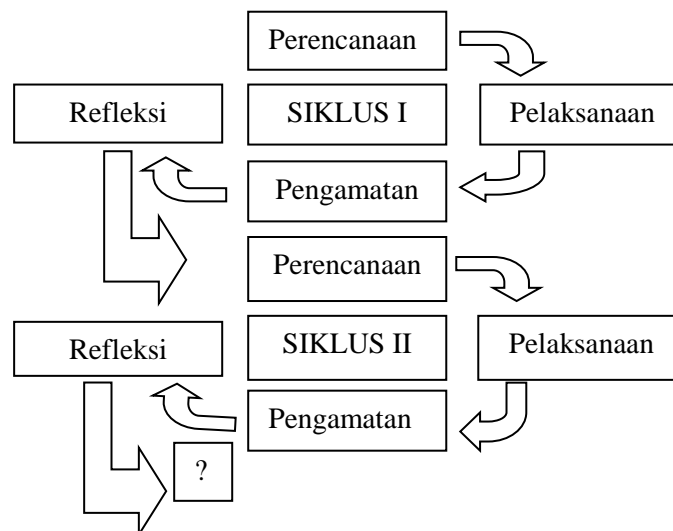 Perencanaan
Refleksi
SIKLUS I
Pelaksanaan
Pengamatan
Perencanaan
Refleksi
SIKLUS II
Pelaksanaan
Pengamatan
?